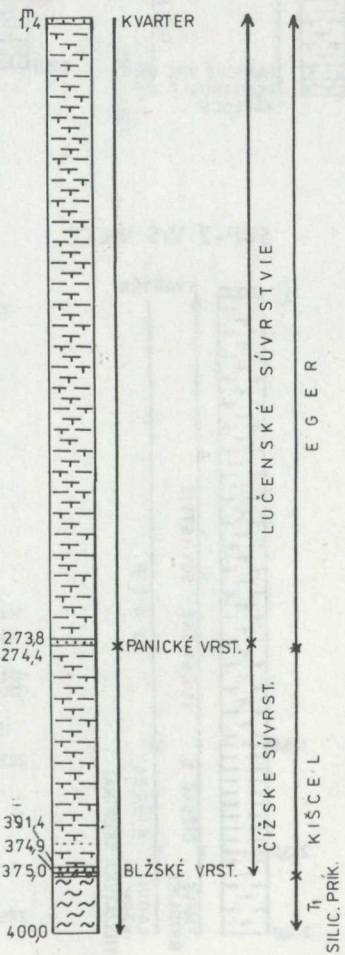 m
1,4
KVARTER
LUČENSKÉ SÚVRSTVIE
EGER
273,8
274,4
PANICKÉ VRST.
ČÍŽSKE SÚVRST.
KIŠCEL
391,4
374,9
375,0
BLŽSKÉ VRST.
T1
SILIC. PRÍK.
400,0